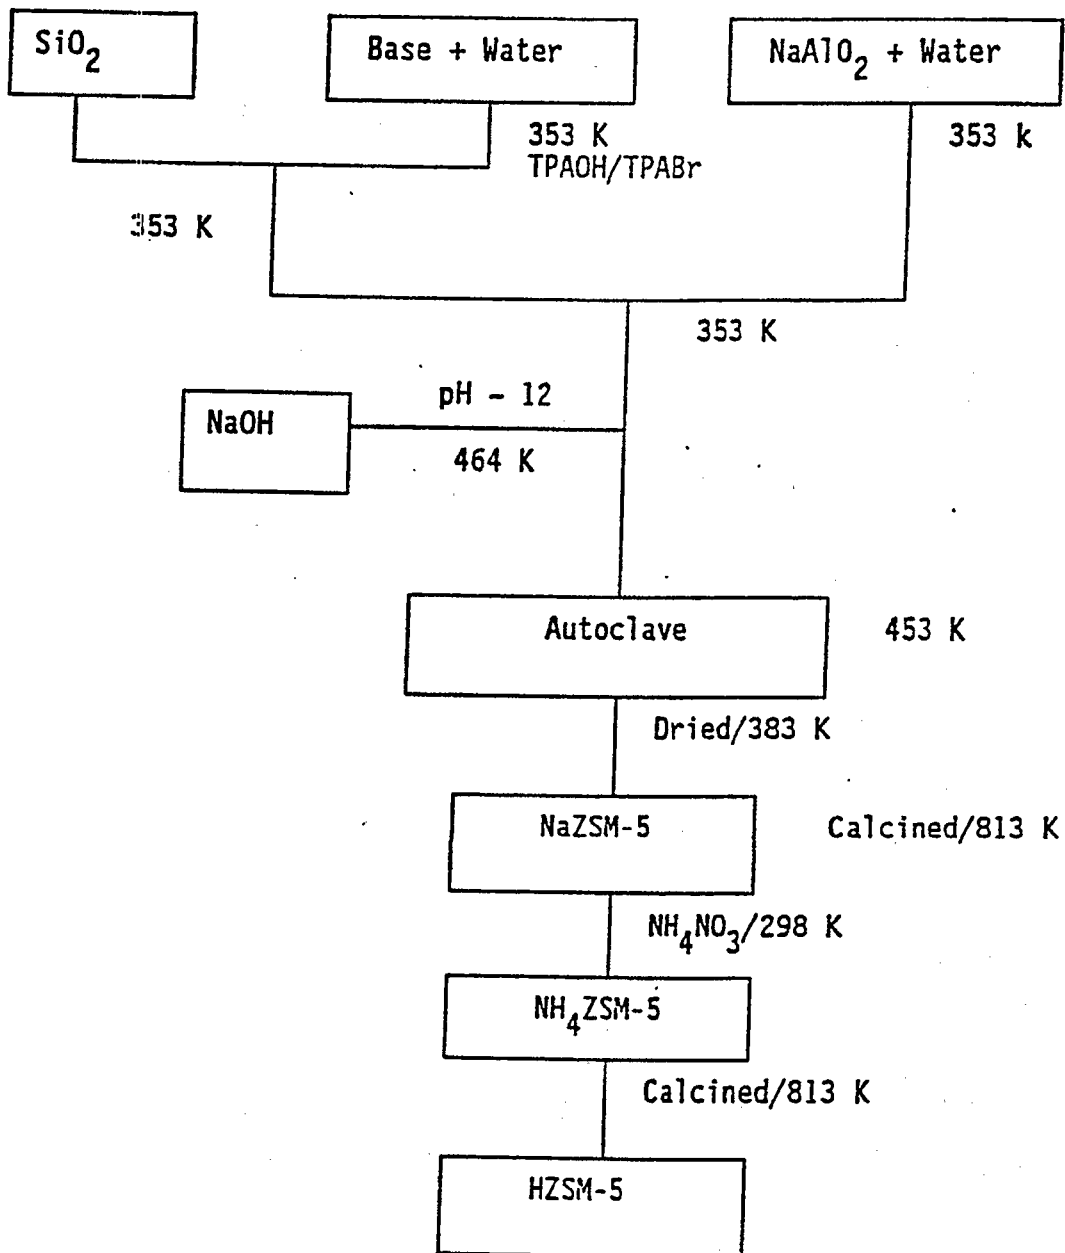 SiO2
Base + Water
NaAlO2 + Water
353 K
TPAOH/TPABr
353 k
353 K
353 K
pH - 12
NaOH
464 K
Autoclave
453 K
Dried/383 K
NaZSM-5
Calcined/813 K
NH4NO3/298 K
NH4ZSM-5
Calcined/813 K
HZSM-5